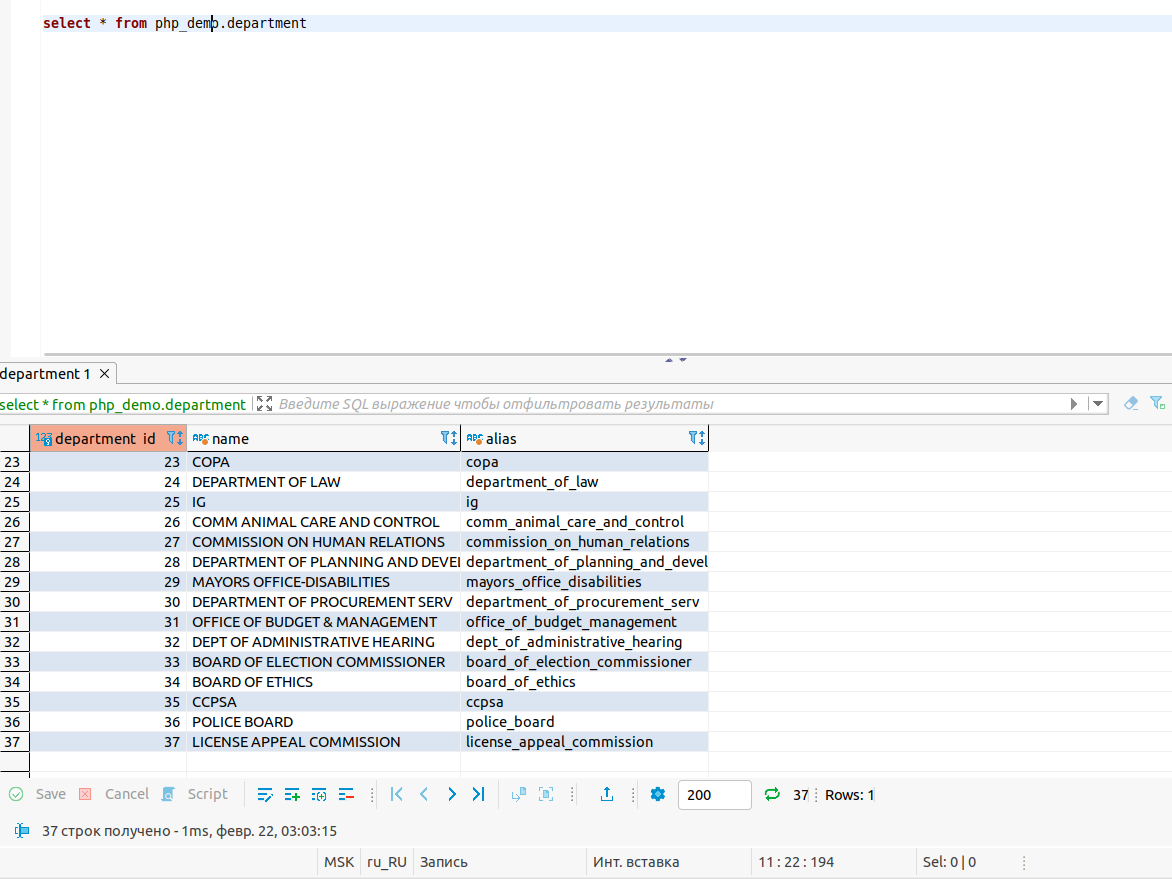 select * from php_demo.department
department 1
select * from php_demo.department Введите SQL выражение чтобы отфильтровать результаты
123 department_id ABC name ABC alias
23 23 COPA copa
24 24 DEPARTMENT OF LAW department_of_law
25 25 IG ig
26 26 COMM ANIMAL CARE AND CONTROL comm_animal_care_and_control
27 27 COMMISSION ON HUMAN RELATIONS commission_on_human_relations
28 28 DEPARTMENT OF PLANNING AND DEVEL department_of_planning_and_devel
29 29 MAYORS OFFICE-DISABILITIES mayors_office_disabilities
30 30 DEPARTMENT OF PROCUREMENT SERV department_of_procurement_serv
31 31 OFFICE OF BUDGET & MANAGEMENT office_of_budget_management
32 32 DEPT OF ADMINISTRATIVE HEARING dept_of_administrative_hearing
33 33 BOARD OF ELECTION COMMISSIONER board_of_election_commissioner
34 34 BOARD OF ETHICS board_of_ethics
35 35 CCPSA ccpsa
36 36 POLICE BOARD police_board
37 37 LICENSE APPEAL COMMISSION license_appeal_commission
Save Cancel Script 200 37 Rows: 1
37 строк получено - 1ms, февр. 22, 03:03:15
MSK ru_RU Запись Инт. вставка 11 : 22 : 194 Sel: 0 | 0